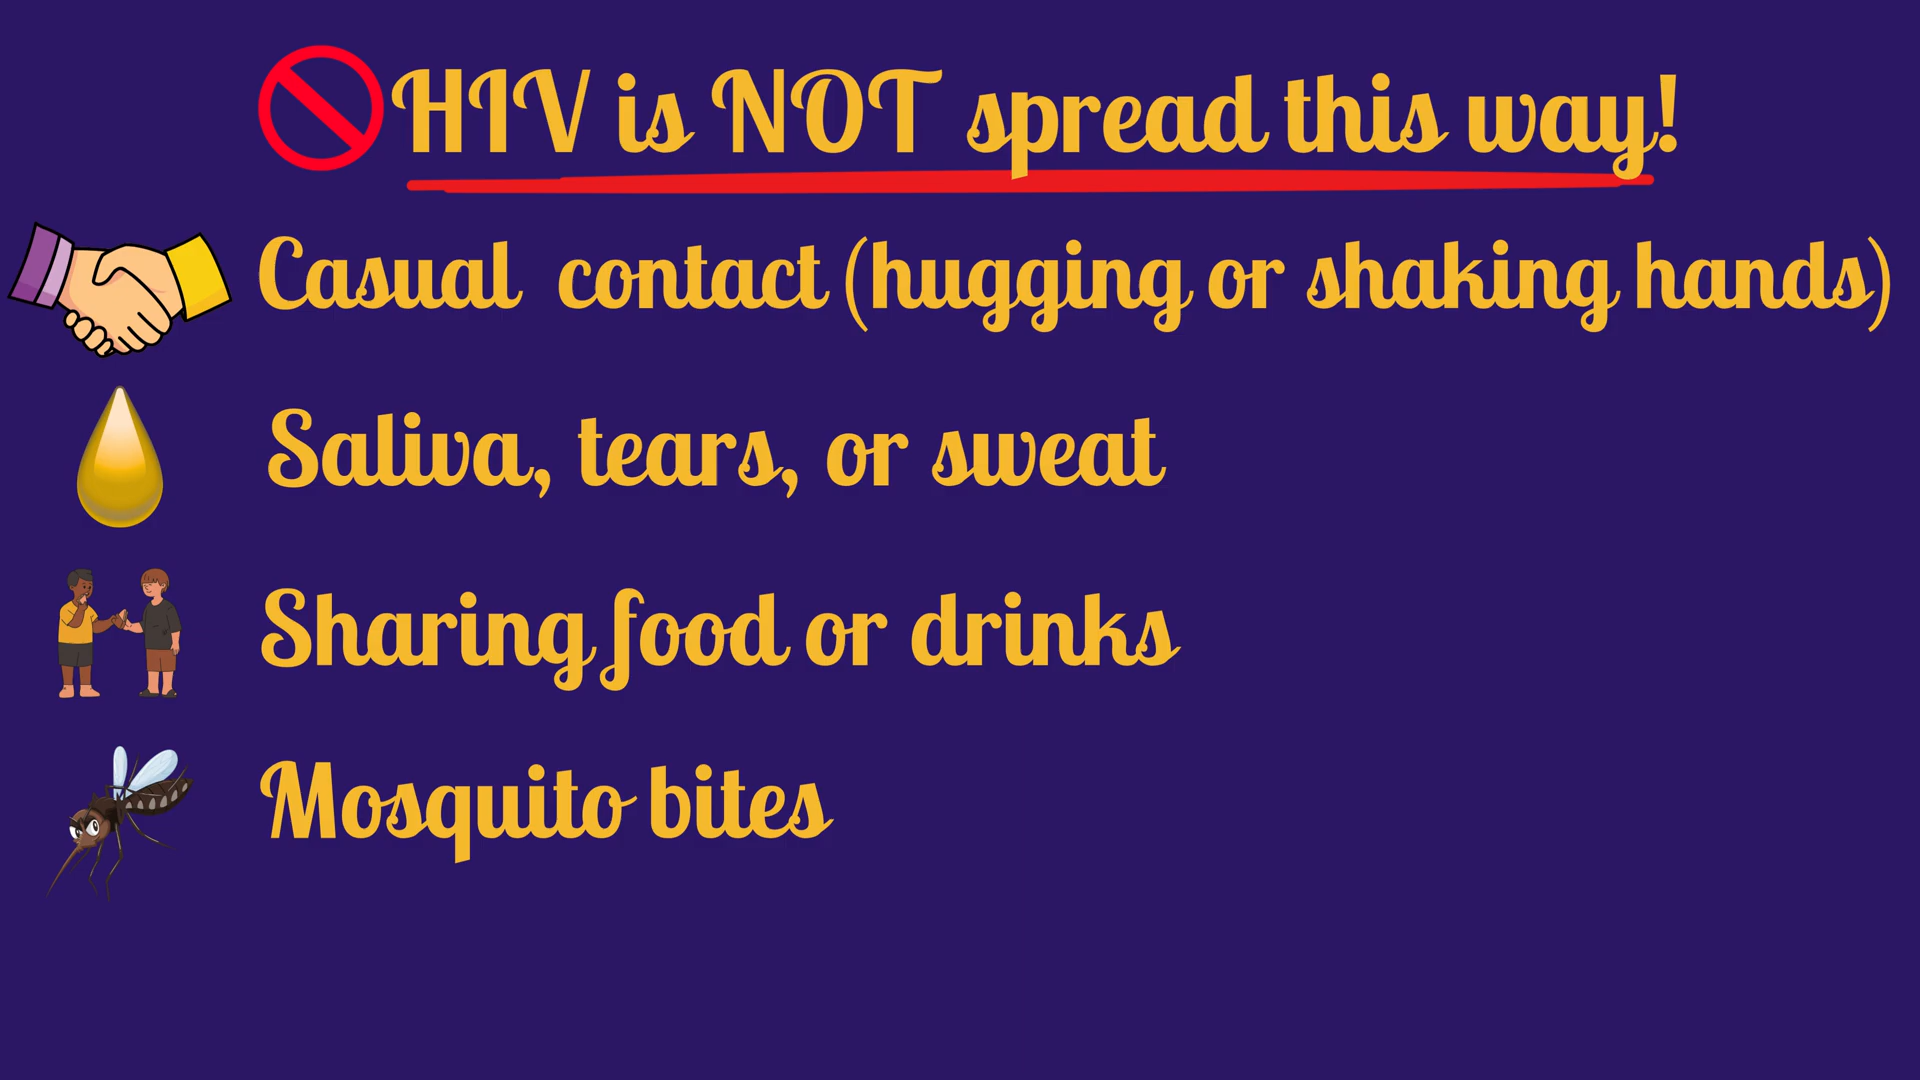 HIV is NOT spread this way!
Casual contact (hugging or shaking hands)
Saliva, tears, or sweat
Sharing food or drinks
Mosquito bites